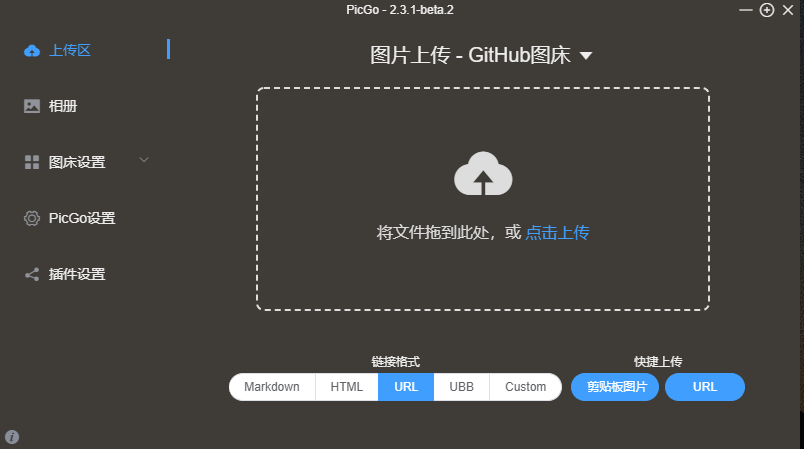 PicGo - 2.3.1-beta.2
上传区
相册
图床设置
PicGo设置
插件设置
图片上传 - GitHub图床
将文件拖到此处，或 点击上传
链接格式
Markdown HTML URL UBB Custom
快捷上传
剪贴板图片 URL